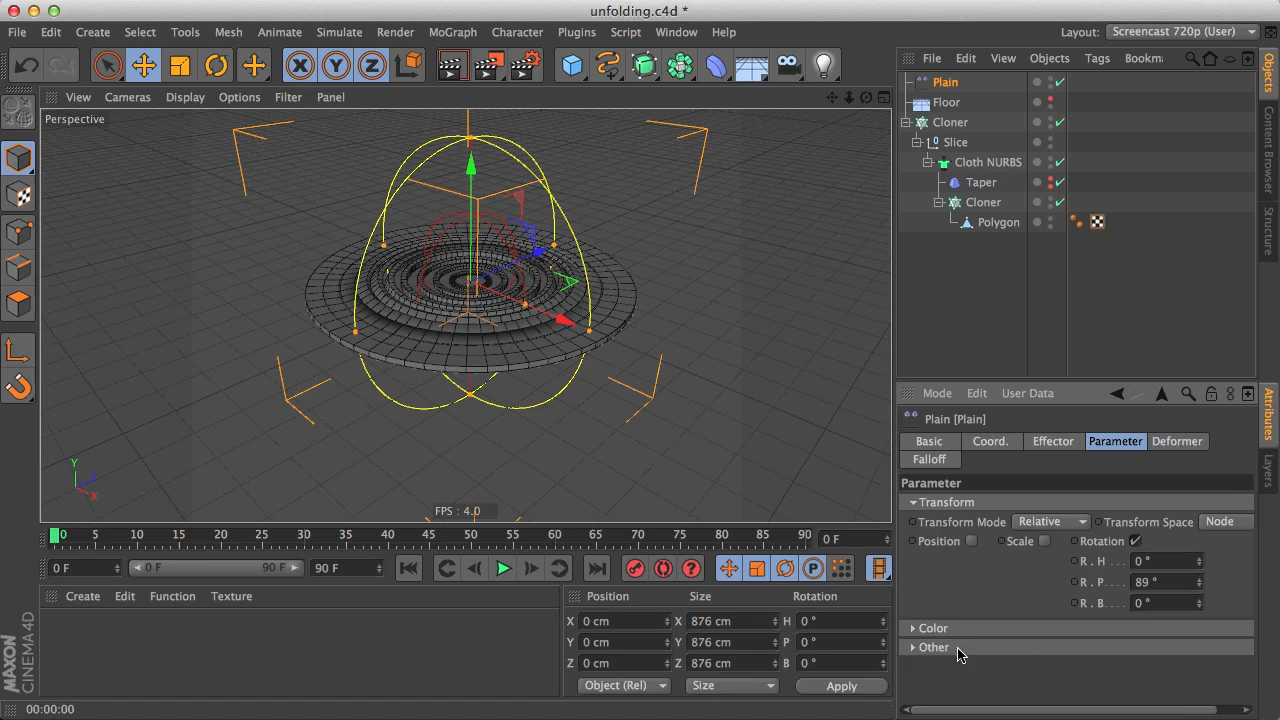 unfolding.c4d *
File Edit Create Select Tools Mesh Animate Simulate Render MoGraph Character Plugins Script Window Help Layout: Screencast 720p (User)
View Cameras Display Options Filter Panel
Perspective
Y
Z
X
FPS : 4.0
0 5 10 15 20 25 30 35 40 45 50 55 60 65 70 75 80 85 90 0 F
0 F 0 F 90 F 90 F
Create Edit Function Texture
Position Size Rotation
X 0 cm X 876 cm H 0 °
Y 0 cm Y 876 cm P 0 °
Z 0 cm Z 876 cm B 0 °
Object (Rel) Size Apply
MAXON
CINEMA4D
00:00:00
File Edit View Objects Tags Bookm
Plain
Floor
Cloner
Slice
Cloth NURBS
Taper
Cloner
Polygon
Objects
Content Browser
Structure
Mode Edit User Data
Plain [Plain]
Basic Coord. Effector Parameter Deformer
Falloff
Parameter
Transform
Transform Mode Relative Transform Space Node
Position Scale Rotation
R . H . . . . 0 °
R . P. . . . . 89 °
R . B. . . . . 0 °
Color
Other
Attributes
Layers